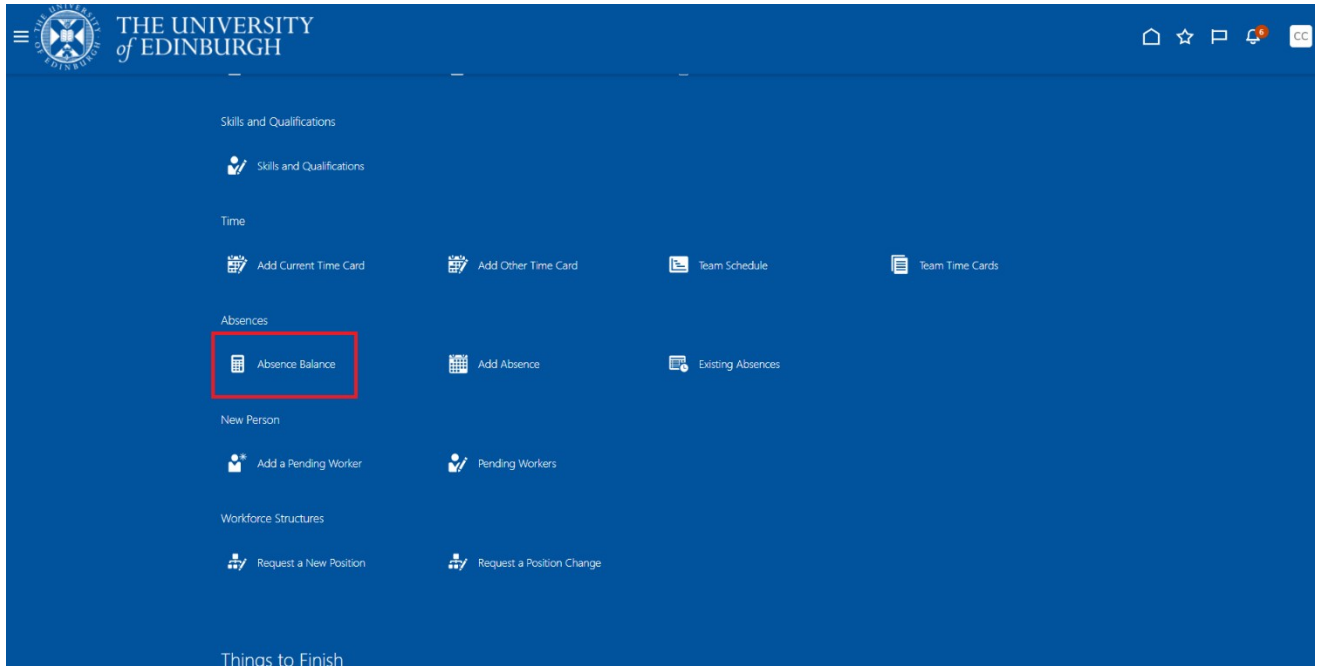 THE UNIVERSITY
of EDINBURGH
6
CC
Skills and Qualifications
Skills and Qualifications
Time
Add Current Time Card
Add Other Time Card
Team Schedule
Team Time Cards
Absences
Absence Balance
Add Absence
Existing Absences
New Person
Add a Pending Worker
Pending Workers
Workforce Structures
Request a New Position
Request a Position Change
Things to Finish